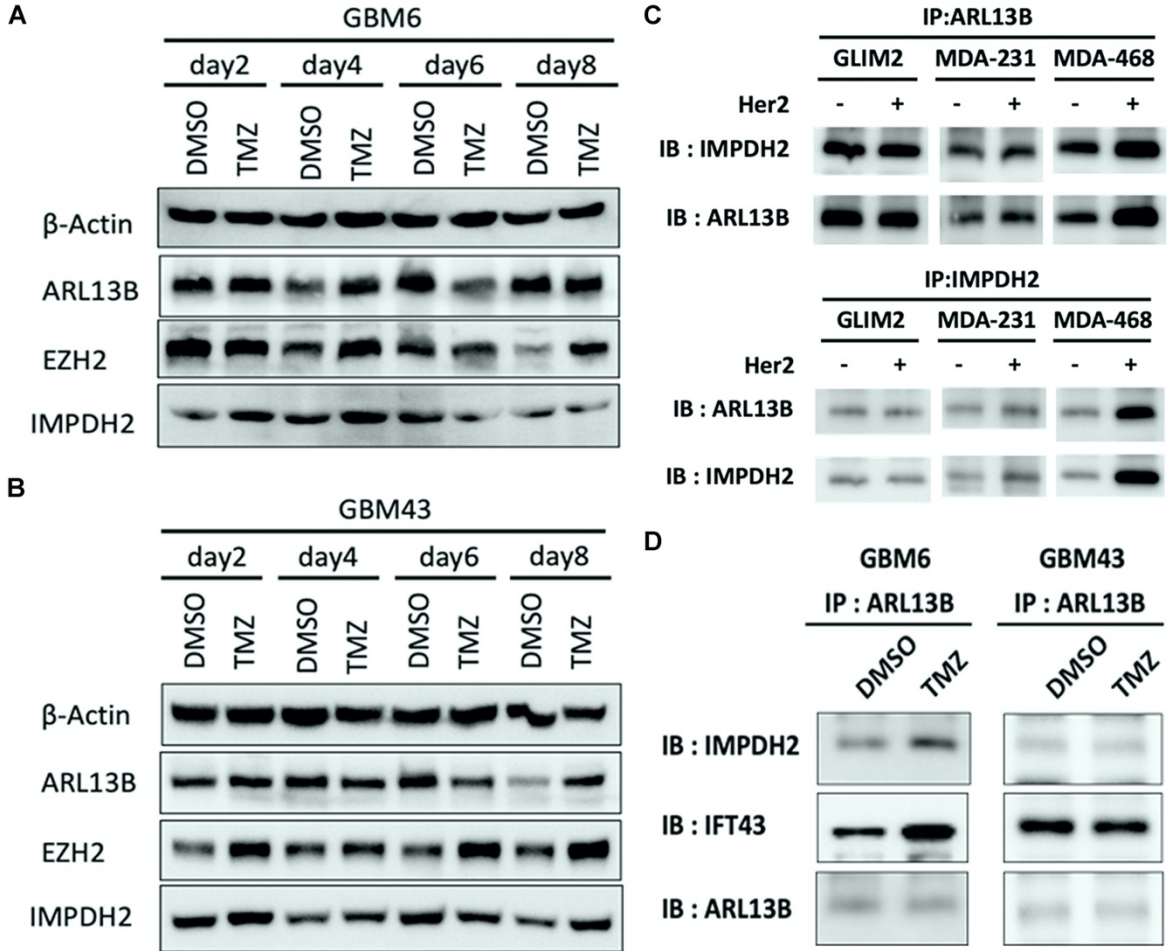 A
GBM6
day2 day4 day6 day8
DMSO TMZ DMSO TMZ DMSO TMZ DMSO TMZ
β-Actin
ARL13B
EZH2
IMPDH2
B
GBM43
day2 day4 day6 day8
DMSO TMZ DMSO TMZ DMSO TMZ DMSO TMZ
β-Actin
ARL13B
EZH2
IMPDH2
C
IP:ARL13B
GLIM2 MDA-231 MDA-468
Her2 - + - + - +
IB : IMPDH2
IB : ARL13B
IP:IMPDH2
GLIM2 MDA-231 MDA-468
Her2 - + - + - +
IB : ARL13B
IB : IMPDH2
D
GBM6 GBM43
IP : ARL13B IP : ARL13B
DMSO TMZ DMSO TMZ
IB : IMPDH2
IB : IFT43
IB : ARL13B